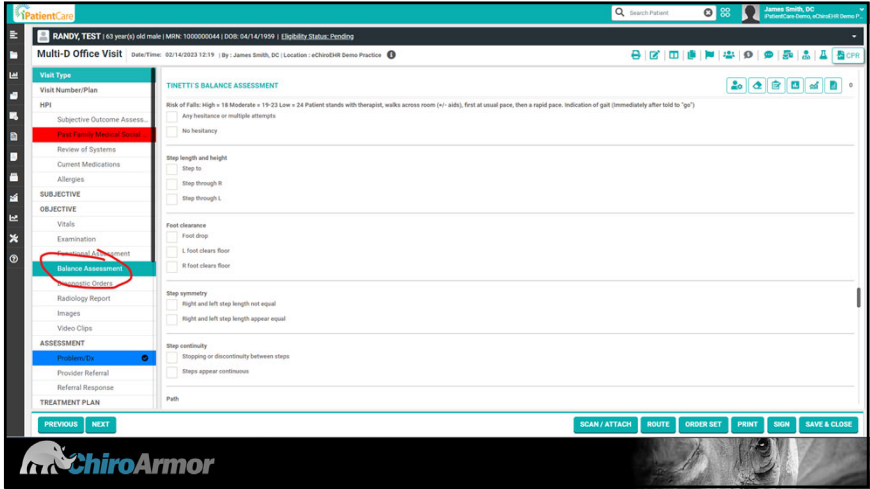 iPatientCare
Search Patient
James Smith, DC
iPatientCare-Demo, eChiroEHR Demo P...
RANDY, TEST | 63 year(s) old male | MRN: 1000000044 | DOB: 04/14/1959 | Eligibility Status: Pending
Multi-D Office Visit Date/Time: 02/14/2023 12:19 | By : James Smith, DC | Location : eChiroEHR Demo Practice
CPR
Visit Type
Visit Number/Plan
HPI
Subjective Outcome Assess...
Past Family Medical Social...
Review of Systems
Current Medications
Allergies
SUBJECTIVE
OBJECTIVE
Vitals
Examination
Functional Assessment
Balance Assessment
Diagnostic Orders
Radiology Report
Images
Video Clips
ASSESSMENT
Problem/Dx
Provider Referral
Referral Response
TREATMENT PLAN
TINETTI'S BALANCE ASSESSMENT
0
Risk of Falls: High = 18 Moderate = 19-23 Low = 24 Patient stands with therapist, walks across room (+/- aids), first at usual pace, then a rapid pace. Indication of gait (Immediately after told to "go")
Any hesitance or multiple attempts
No hesitancy
Step length and height
Step to
Step through R
Step through L
Foot clearance
Foot drop
L foot clears floor
R foot clears floor
Step symmetry
Right and left step length not equal
Right and left step length appear equal
Step continuity
Stopping or discontinuity between steps
Steps appear continuous
Path
PREVIOUS NEXT
SCAN / ATTACH ROUTE ORDER SET PRINT SIGN SAVE & CLOSE
ChiroArmor